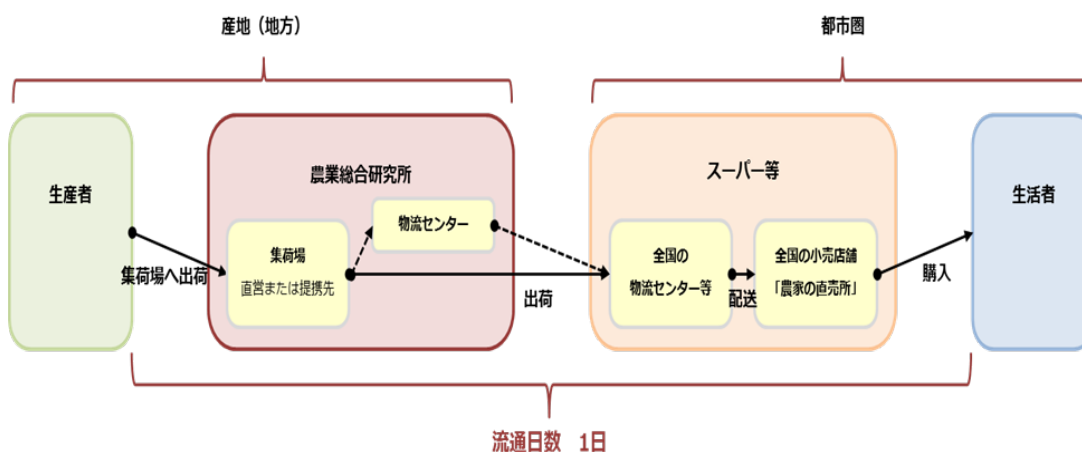 産地（地方）
都市圏
生産者
農業総合研究所
集荷場
直営または提携先
物流センター
スーパー等
全国の
物流センター等
全国の小売店舗
「農家の直売所」
生活者
集荷場へ出荷
出荷
配送
購入
流通日数　1日